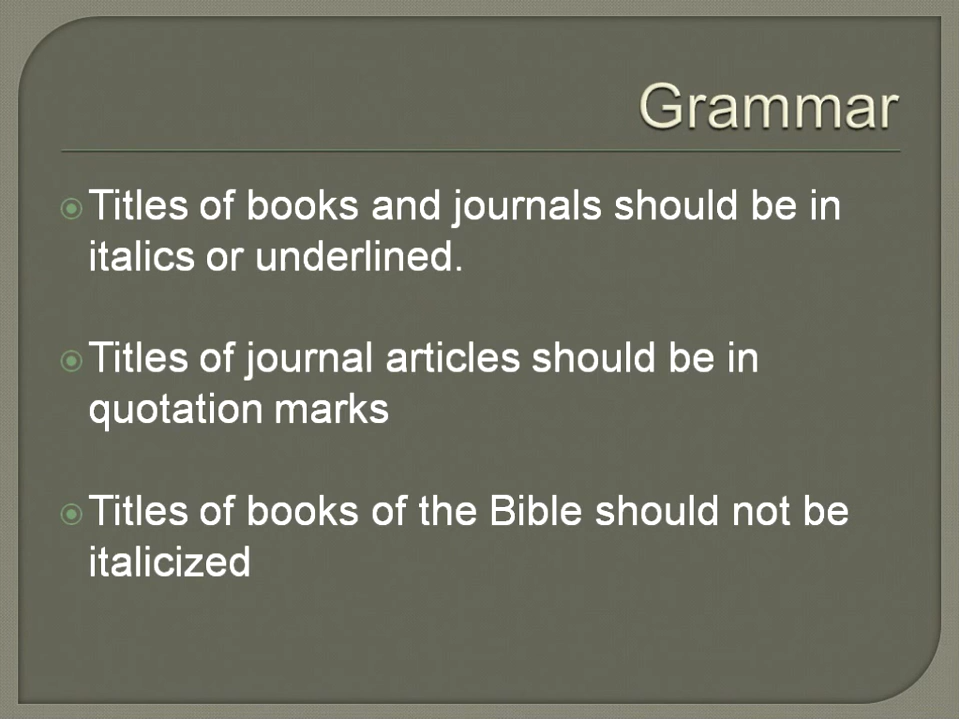 Grammar
Titles of books and journals should be in
italics or underlined.
Titles of journal articles should be in
quotation marks
Titles of books of the Bible should not be
italicized